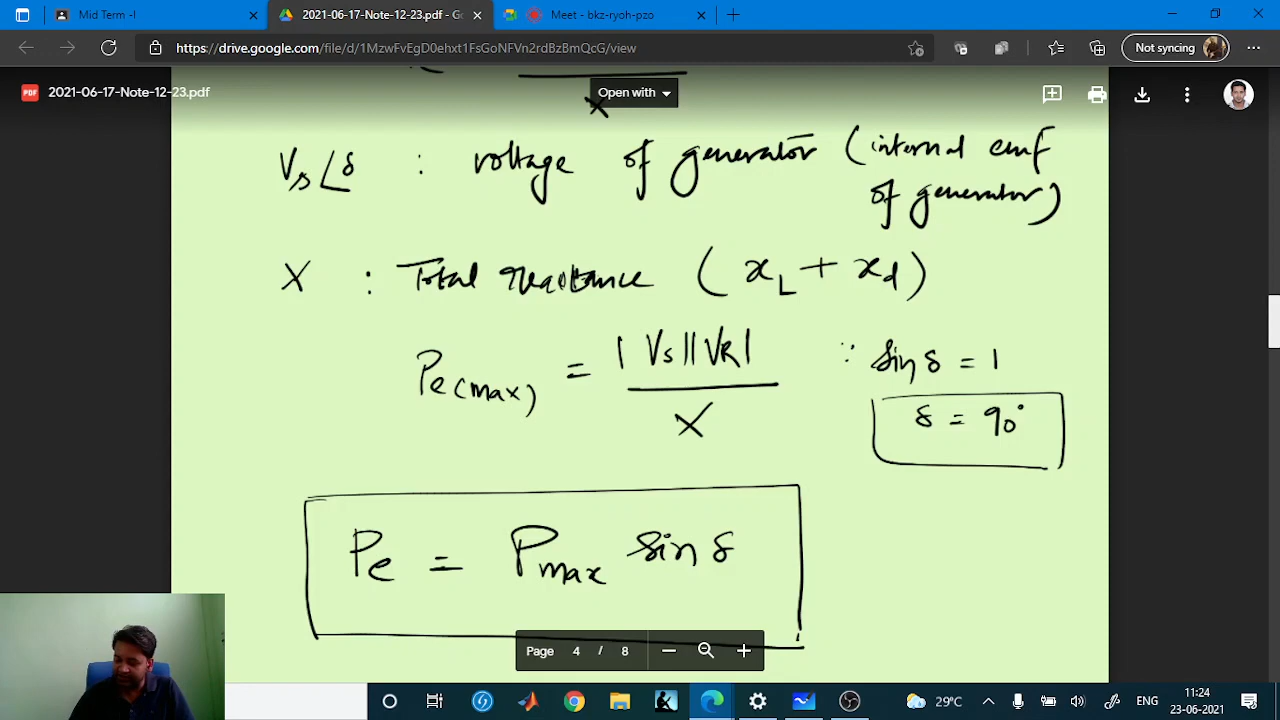 Mid Term -I
2021-06-17-Note-12-23.pdf - Go
Meet - bkz-ryoh-pzo
https://drive.google.com/file/d/1MzwFvEgD0ehxt1FsGoNFVn2rdBzBmQcG/view
Not syncing
2021-06-17-Note-12-23.pdf
Open with
X
Vs∠δ : voltage of generator (internal emf
of generator)
X : Total reactance (xL + xd)
Pe(max) = |Vs||VR| / X ∵ sin δ = 1
δ = 90°
Pe = Pmax sin δ
Page 4 / 8
29°C
ENG
11:24
23-06-2021